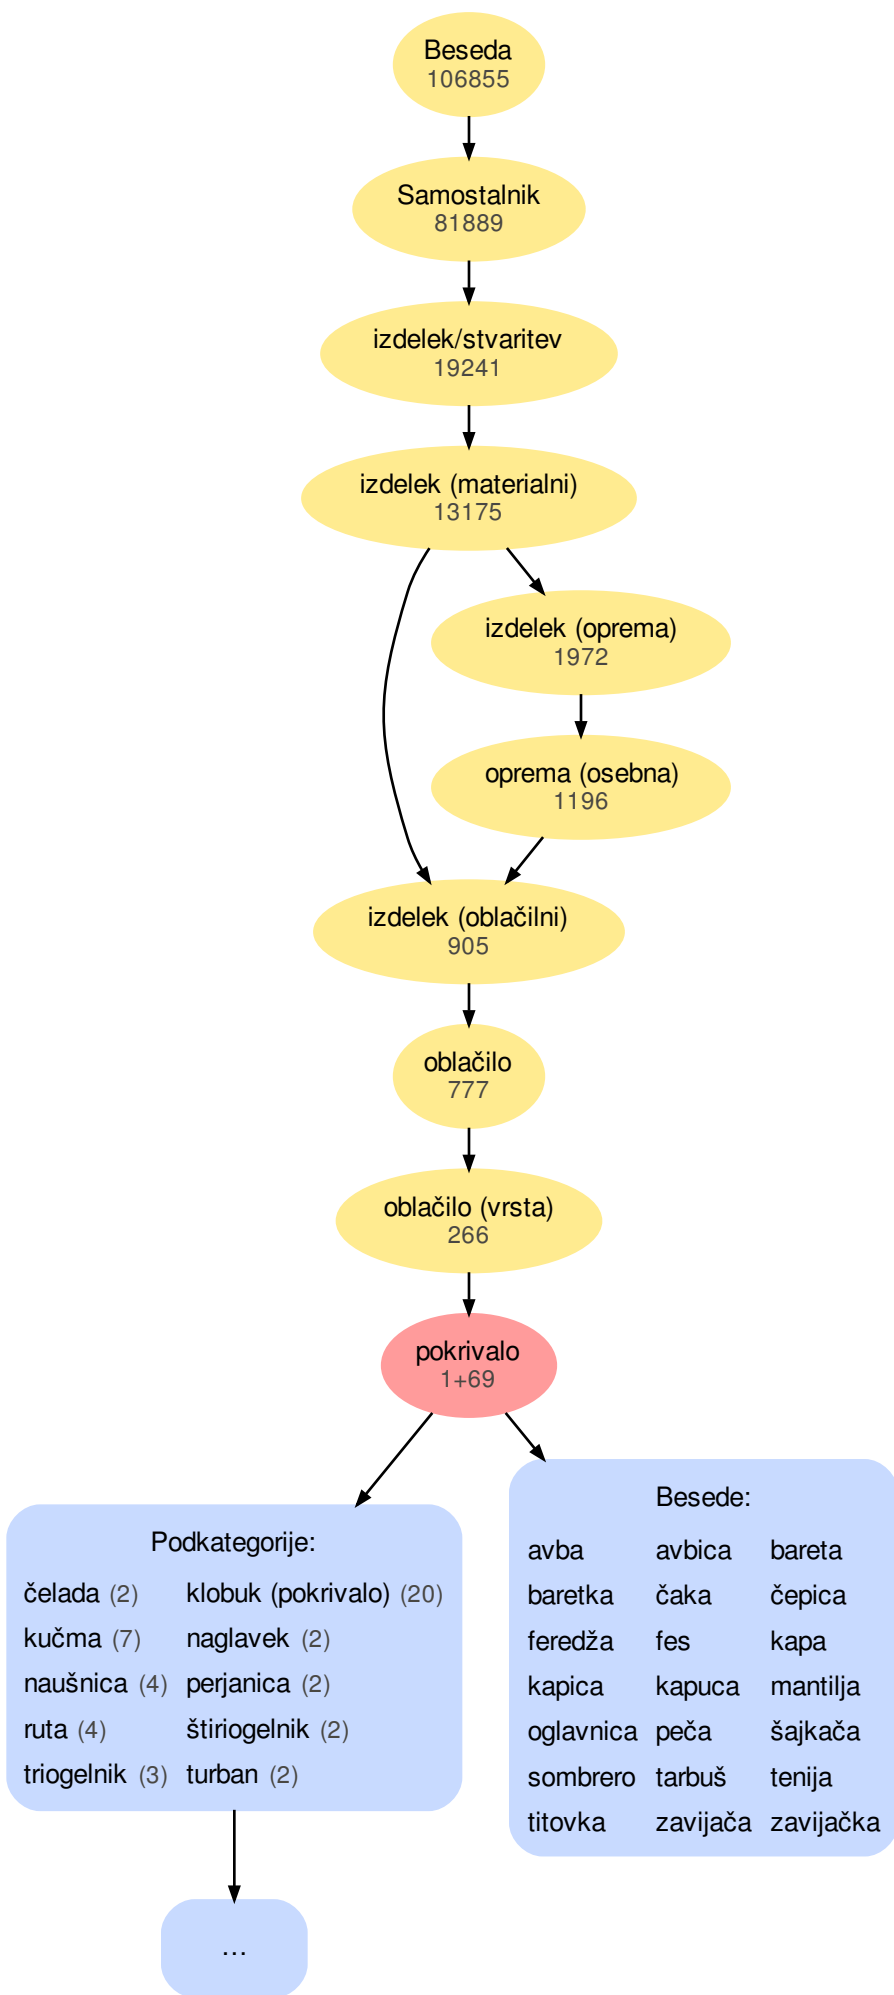 Beseda
106855
Samostalnik
81889
izdelek/stvaritev
19241
izdelek (materialni)
13175
izdelek (oprema)
1972
oprema (osebna)
1196
izdelek (oblačilni)
905
oblačilo
777
oblačilo (vrsta)
266
pokrivalo
1+69
Podkategorije:
čelada (2) klobuk (pokrivalo) (20)
kučma (7) naglavek (2)
naušnica (4) perjanica (2)
ruta (4) štiriogelnik (2)
triogelnik (3) turban (2)
Besede:
avba avbica bareta
baretka čaka čepica
feredža fes kapa
kapica kapuca mantilja
oglavnica peča šajkača
sombrero tarbuš tenija
titovka zavijača zavijačka
...